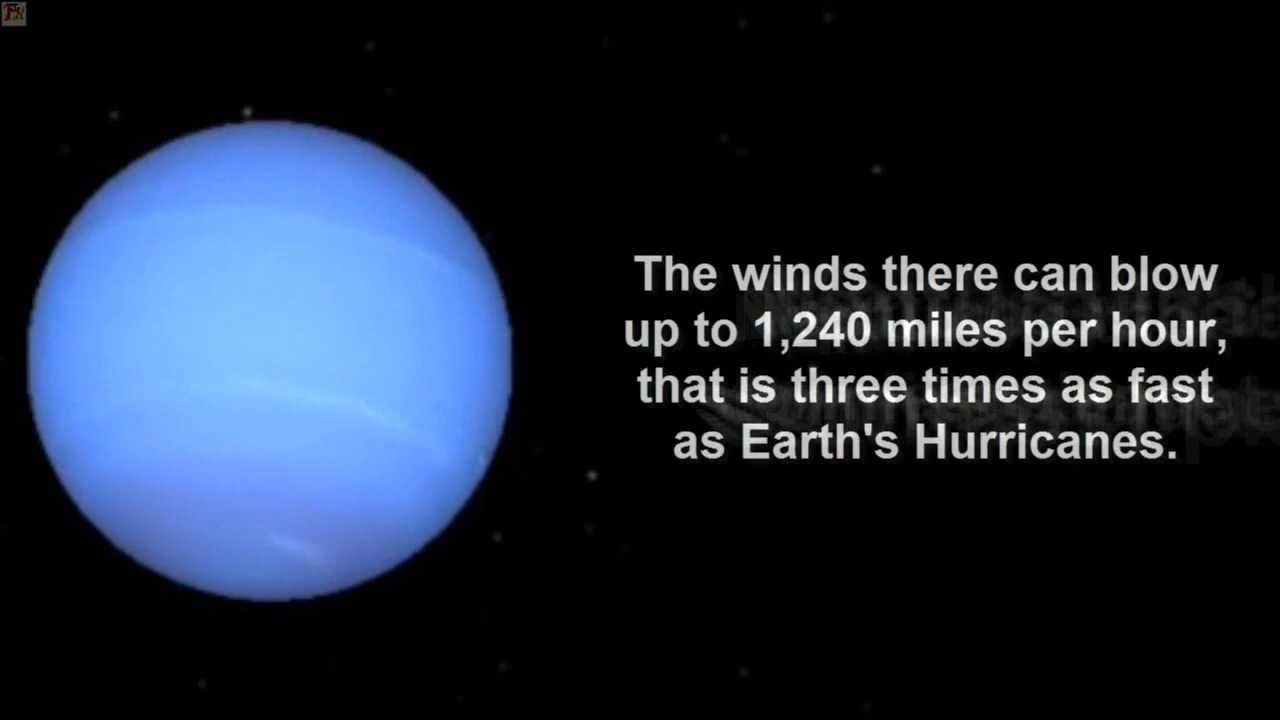 The winds there can blow
up to 1,240 miles per hour,
that is three times as fast
as Earth's Hurricanes.